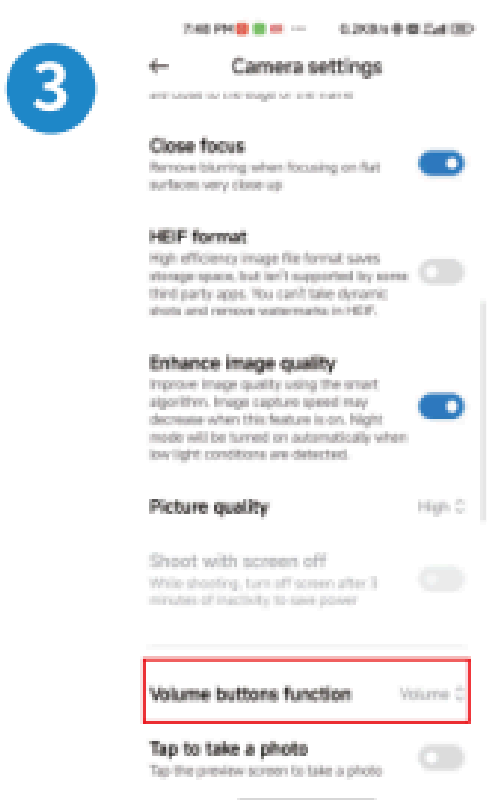 3
7:48 PM 0.2KB/s
Camera settings
Close focus
Remove blurring when focusing on flat
surfaces very close up
HEIF format
High efficiency image file format saves
storage space, but isn't supported by some
third party apps. You can't take dynamic
shots and remove watermarks in HEIF.
Enhance image quality
Improve image quality using the smart
algorithm. Image capture speed may
decrease when this feature is on. Night
mode will be turned on automatically when
low light conditions are detected.
Picture quality High
Shoot with screen off
While shooting, turn off screen after 3
minutes of inactivity to save power
Volume buttons function Volume
Tap to take a photo
Tap the preview screen to take a photo